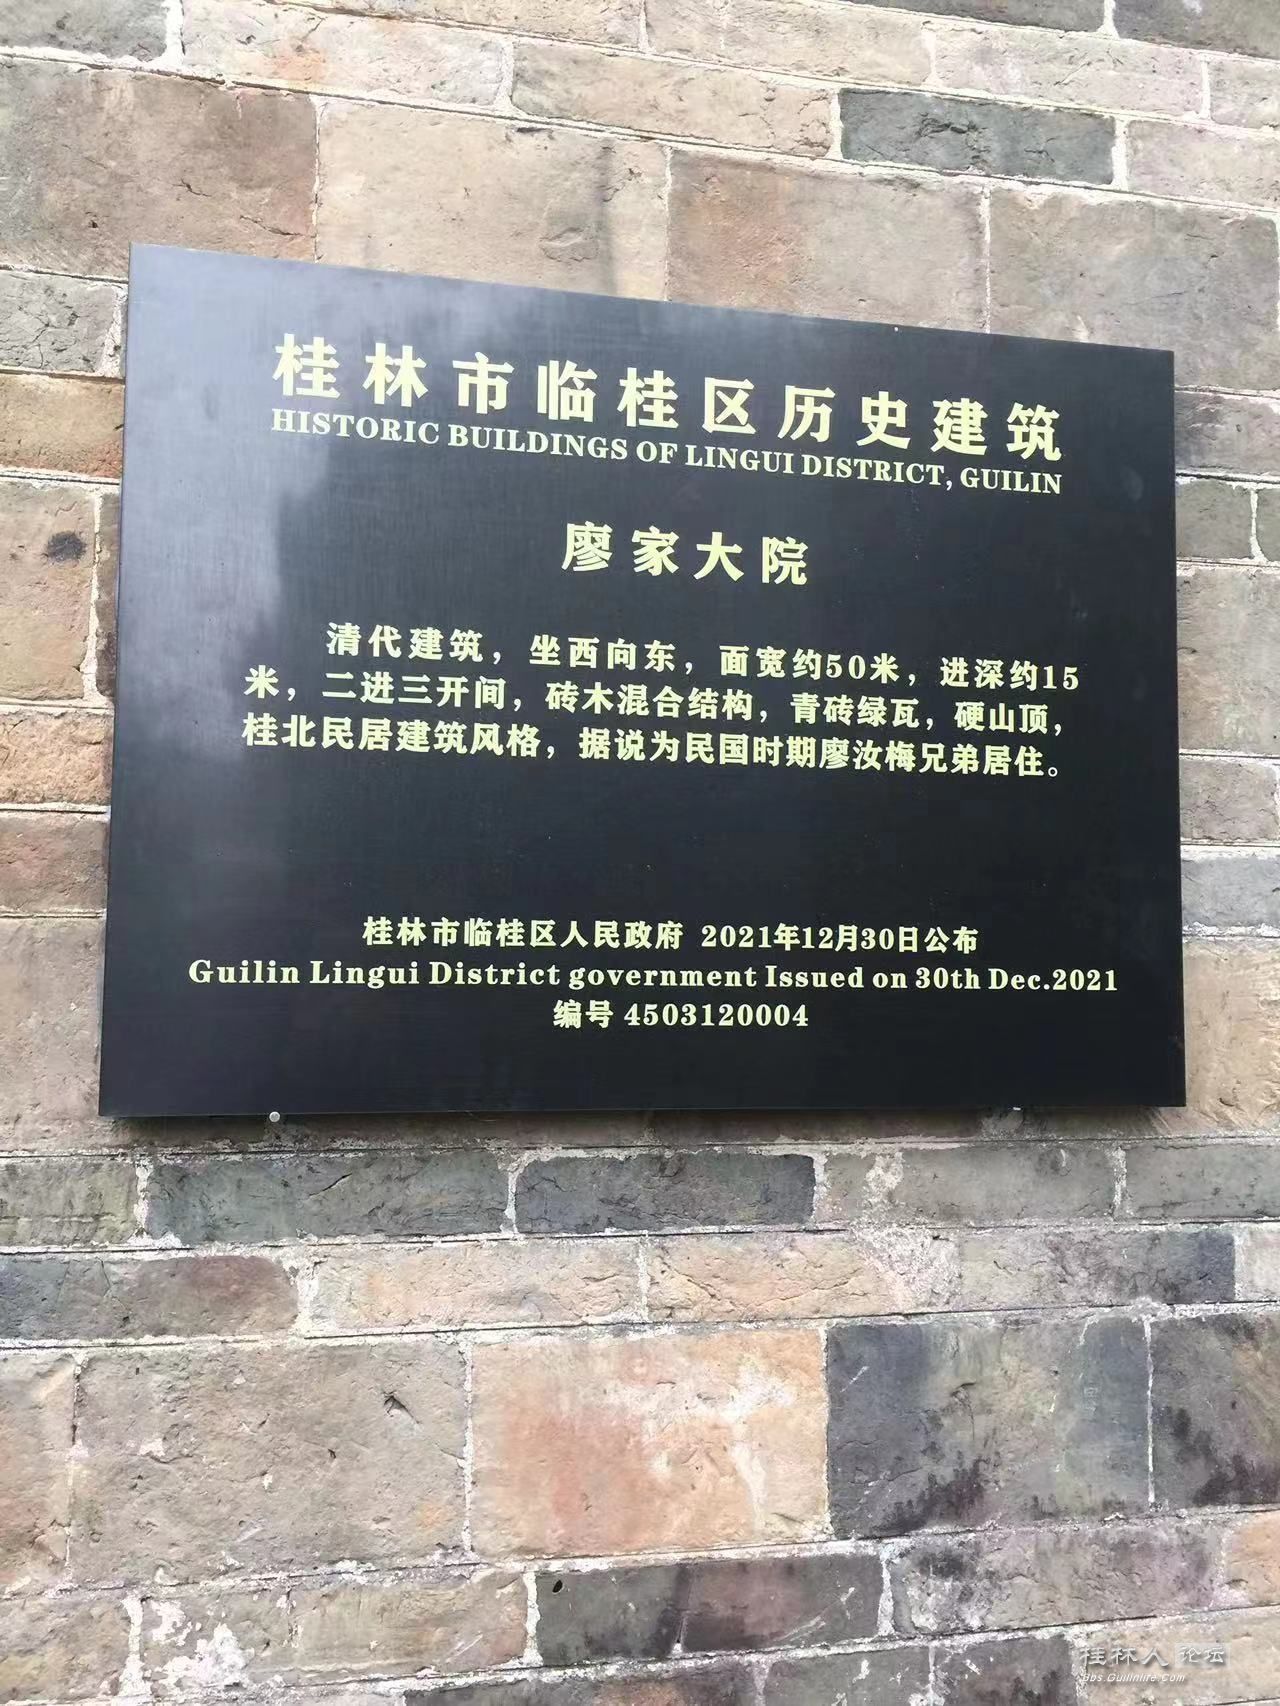 桂林市临桂区历史建筑
HISTORIC BUILDINGS OF LINGUI DISTRICT, GUILIN
廖家大院
清代建筑，坐西向东，面宽约50米，进深约15
米，二进三开间，砖木混合结构，青砖绿瓦，硬山顶，
桂北民居建筑风格，据说为民国时期廖汝梅兄弟居住。
桂林市临桂区人民政府 2021年12月30日公布
Guilin Lingui District government Issued on 30th Dec.2021
编号 4503120004
桂林人 论坛
Bbs.Guilinlife.Com